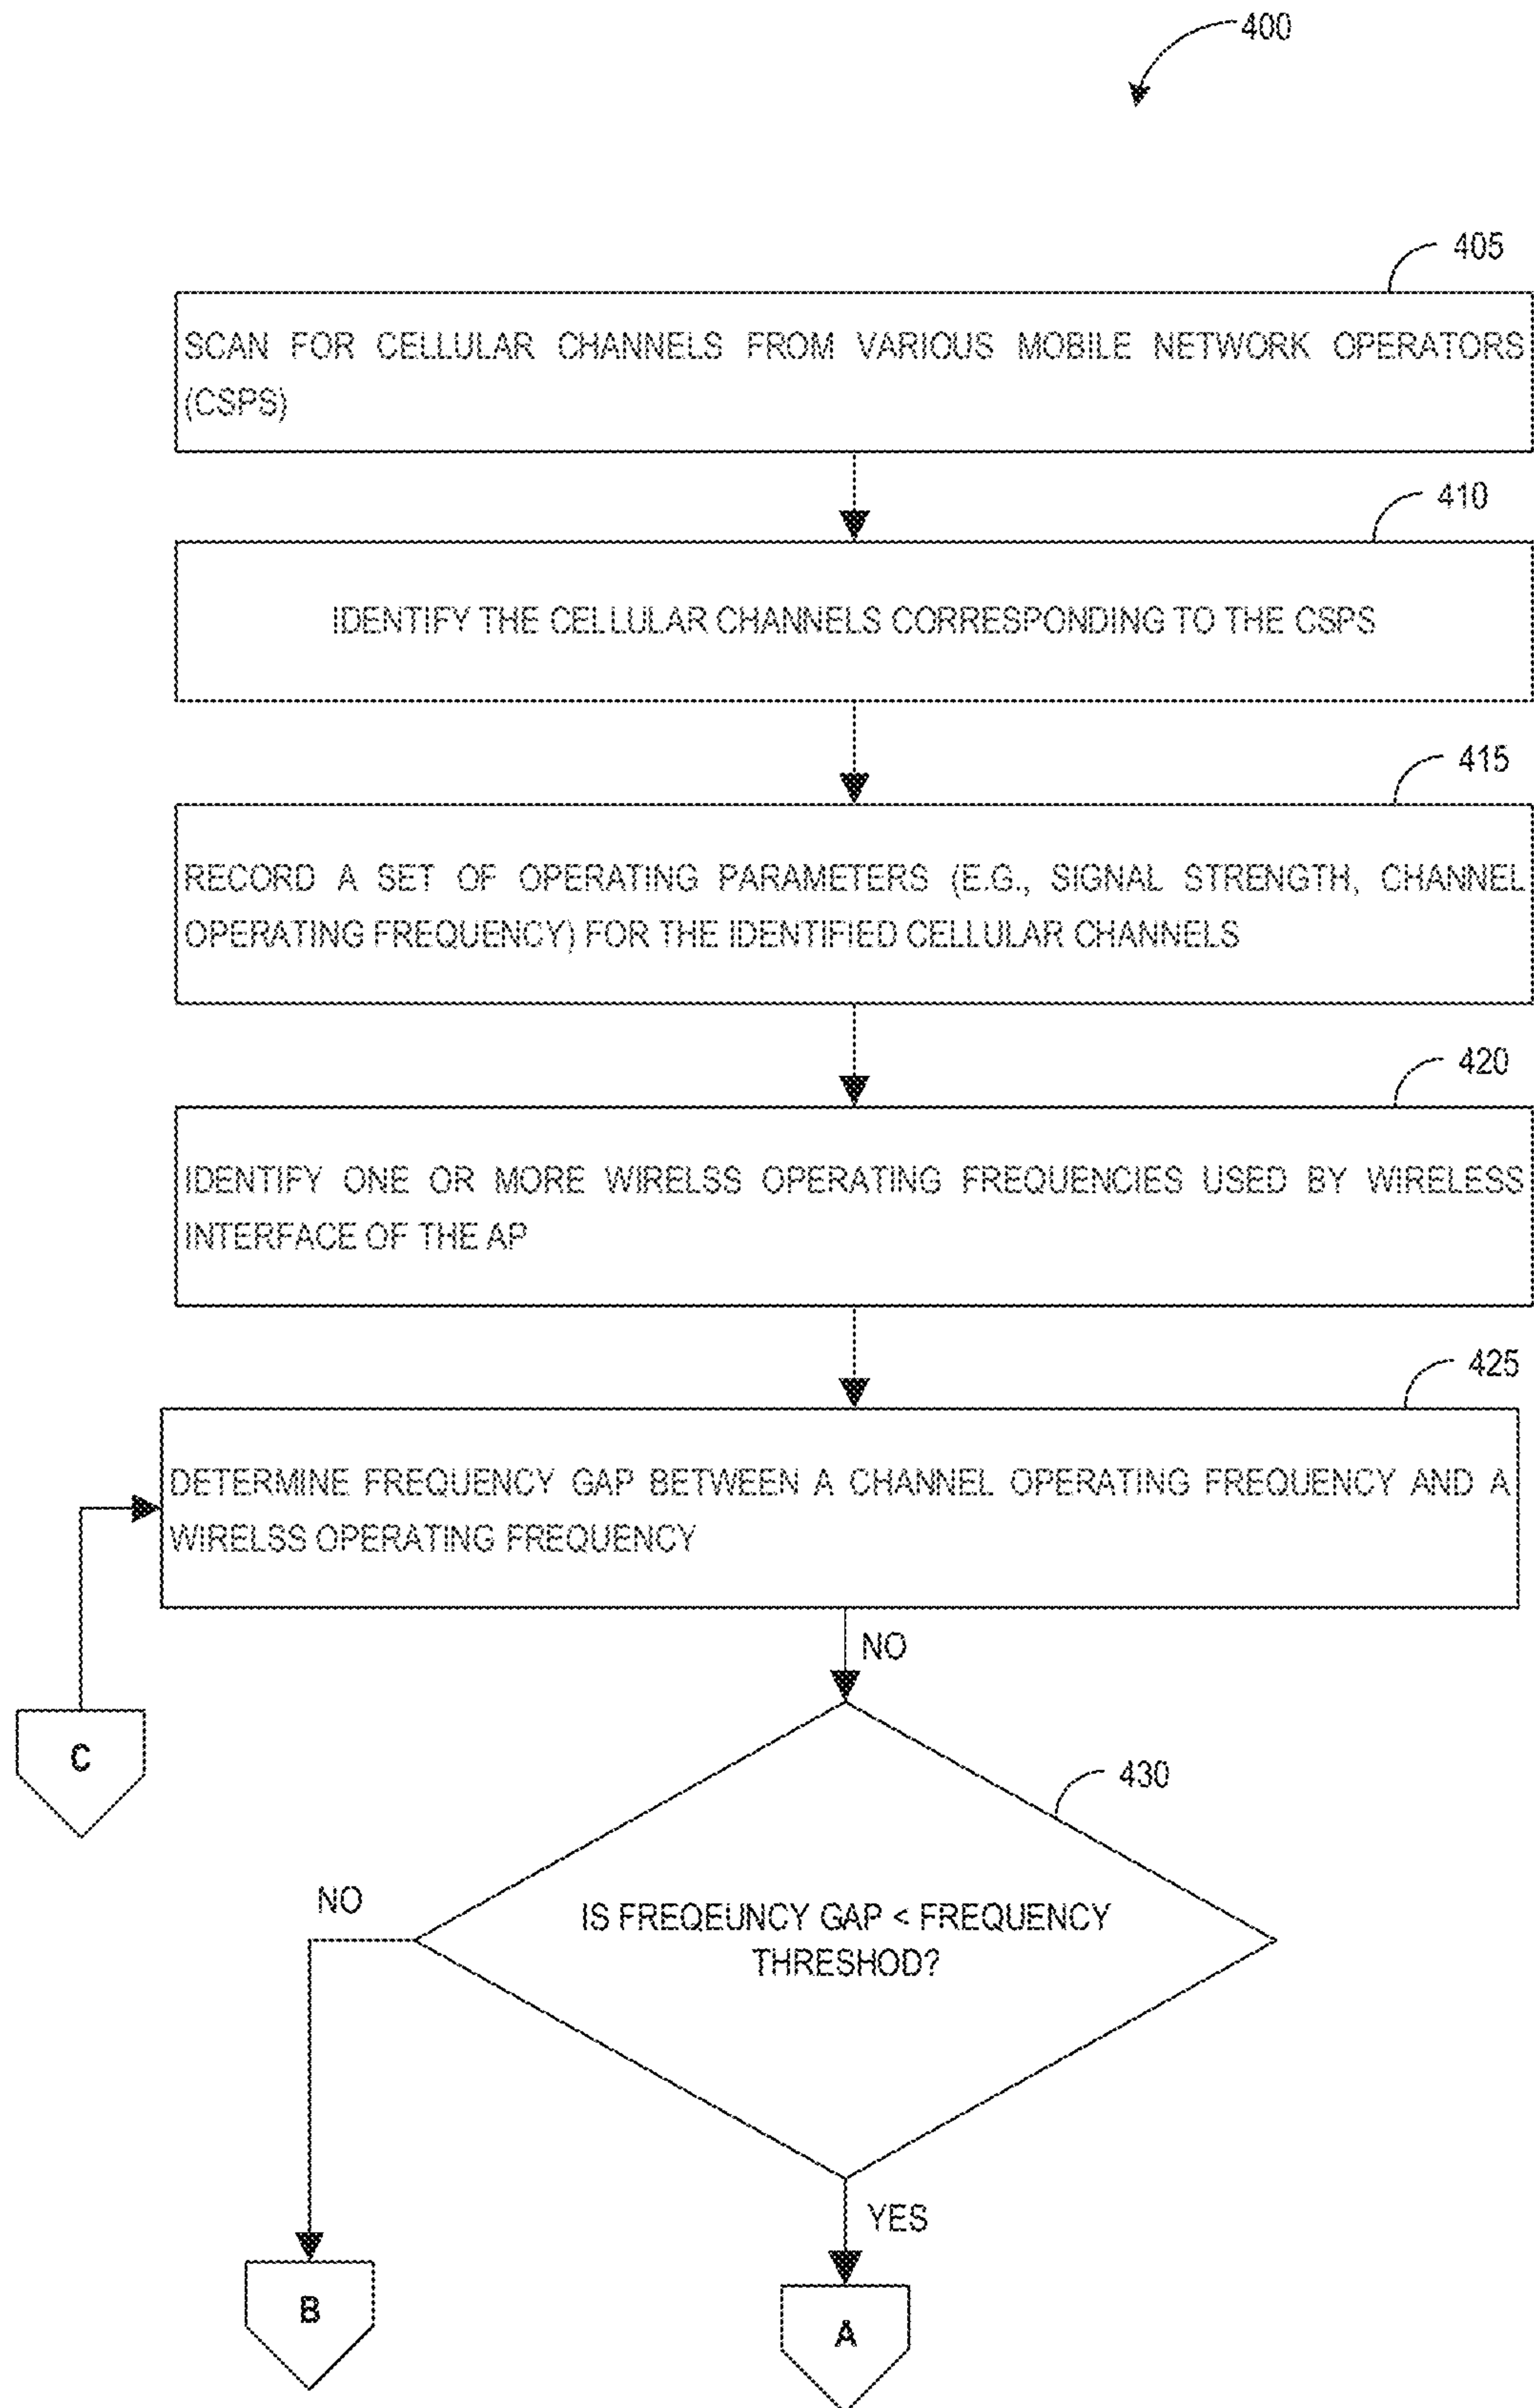 400
405
SCAN FOR CELLULAR CHANNELS FROM VARIOUS MOBILE NETWORK OPERATORS
(CSPS)
410
IDENTIFY THE CELLULAR CHANNELS CORRESPONDING TO THE CSPS
415
RECORD A SET OF OPERATING PARAMETERS (E.G., SIGNAL STRENGTH, CHANNEL
OPERATING FREQUENCY) FOR THE IDENTIFIED CELLULAR CHANNELS
420
IDENTIFY ONE OR MORE WIRELSS OPERATING FREQUENCIES USED BY WIRELESS
INTERFACE OF THE AP
425
DETERMINE FREQUENCY GAP BETWEEN A CHANNEL OPERATING FREQUENCY AND A
WIRELSS OPERATING FREQUENCY
NO
C
430
NO
IS FREQEUNCY GAP < FREQUENCY
THRESHOD?
YES
B
A